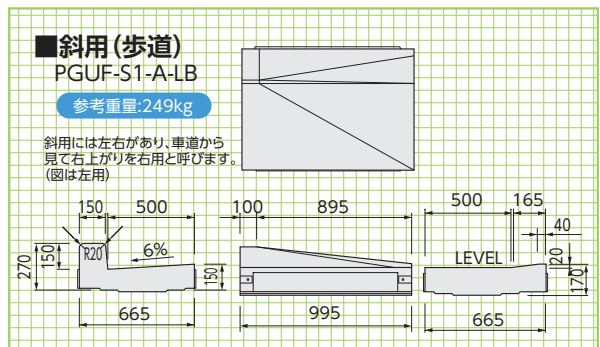 ■斜用(歩道)
PGUF-S1-A-LB
参考重量:249kg
斜用には左右があり、車道から
見て右上がりを右用と呼びます。
(図は左用)
150 500
R20
6%
150
270
150
665
100 895
995
500 165
40
LEVEL
20
170
665